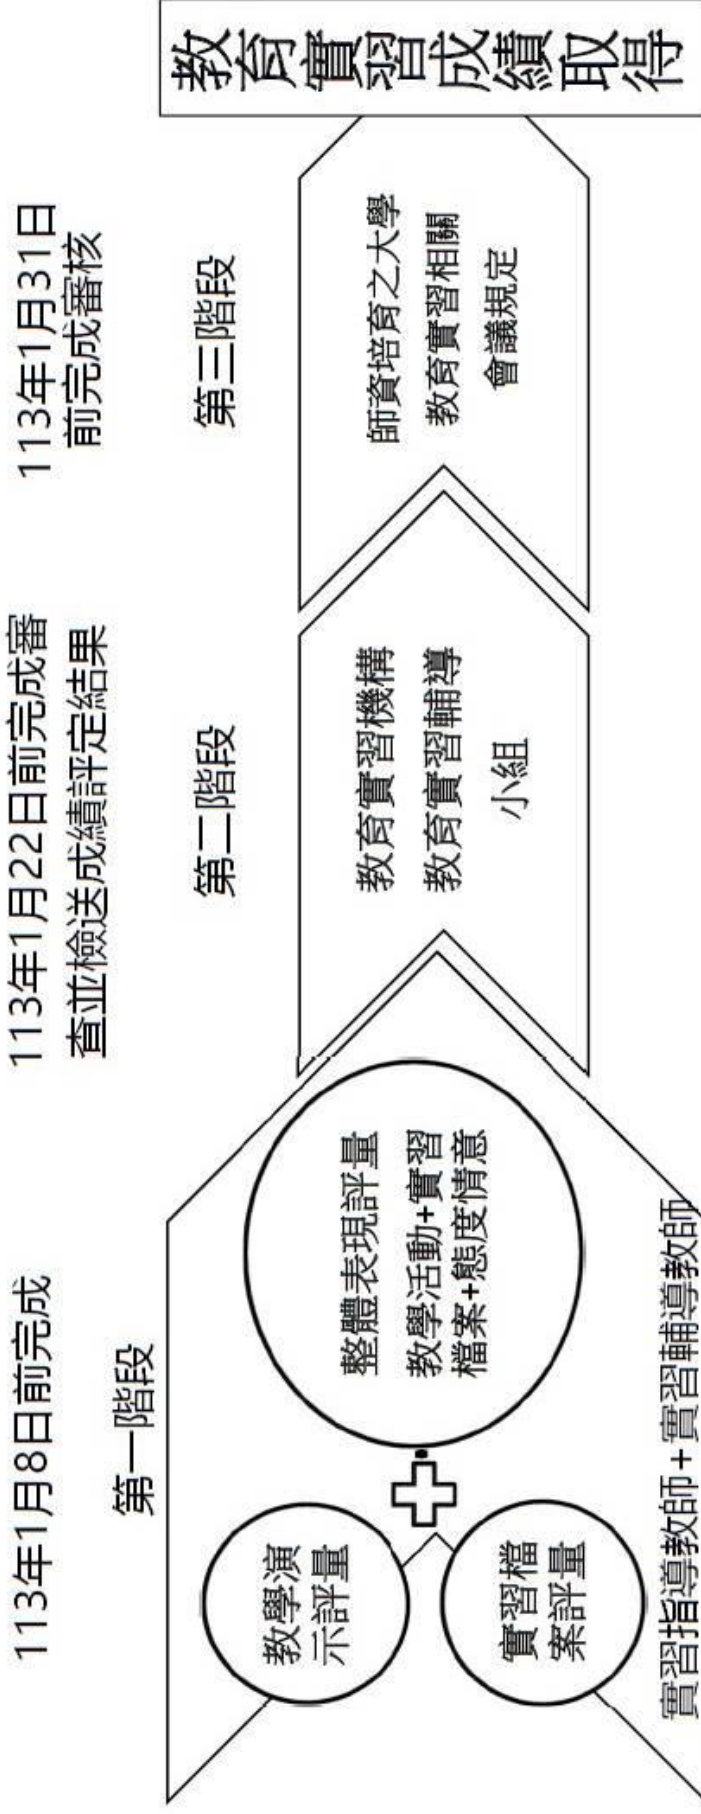 113年1月8日前完成
第一階段
教學演
示評量
實習檔
案評量
整體表現評量
教學活動+實習
檔案+態度情意
實習指導教師+實習輔導教師
113年1月22日前完成審
查並檢送成績評定結果
第二階段
教育實習機構
教育實習輔導
小組
113年1月31日
前完成審核
第三階段
師資培育之大學
教育實習相關
會議規定
教育實習成績取得